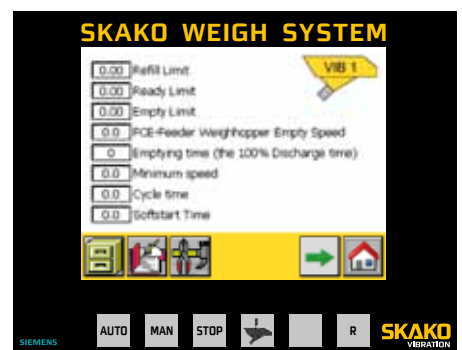 SKAKO WEIGH SYSTEM
VIB 1
0.00 Refill Limit
0.00 Ready Limit
0.00 Empty Limit
0.0 FCE-Feeder Weighhopper Empty Speed
0 Emptying time (the 100% Discharge time)
0.0 Minimum speed
0.0 Cycle time
0.0 Softstart Time
AUTO MAN STOP R
SIEMENS
SKAKO
VIBRATION